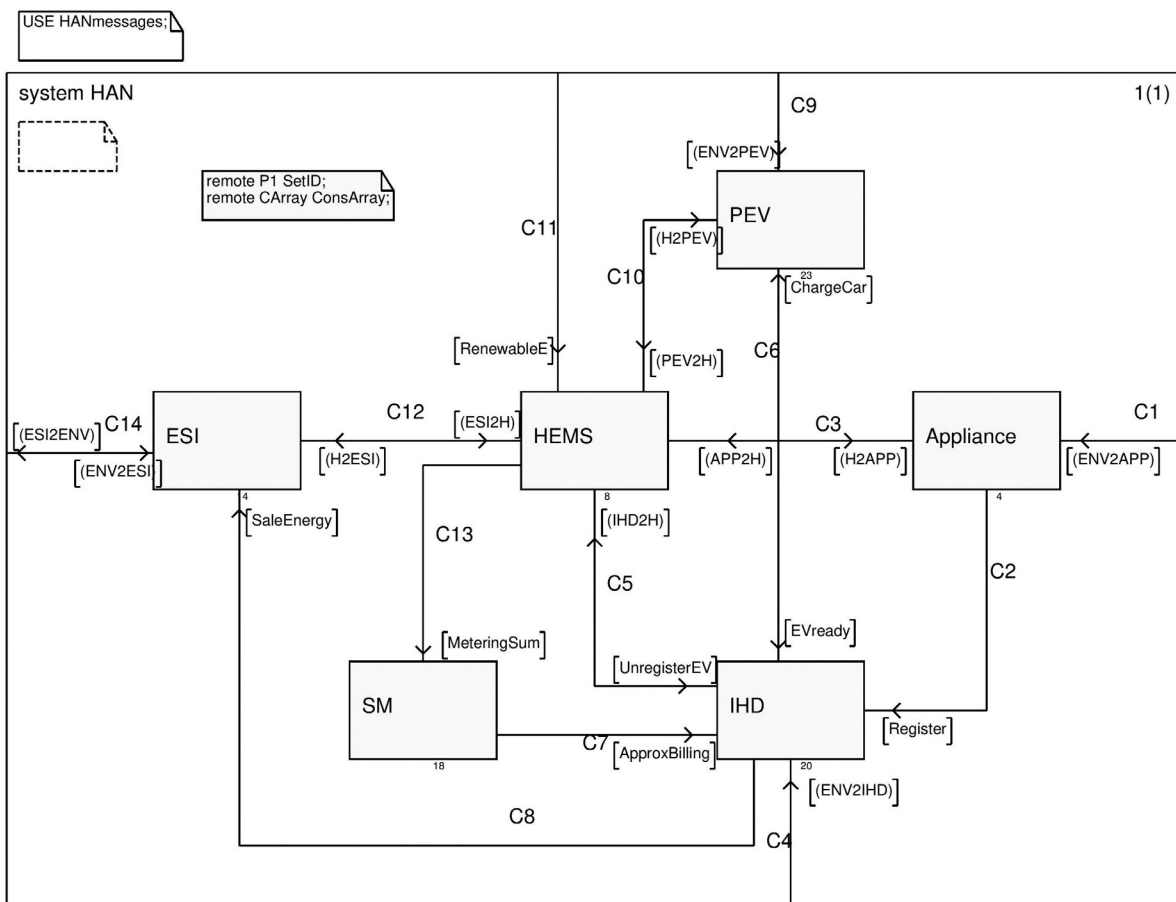 USE HANmessages;
system HAN
1(1)
remote P1 SetID;
remote CArray ConsArray;
C9
[(ENV2PEV)]
PEV
23
C11
[(H2PEV)]
C10
[ChargeCar]
[RenewableE]
[(PEV2H)]
C6
C14
[(ESI2ENV)]
[(ENV2ESI)]
ESI
4
C12
[(ESI2H)]
[(H2ESI)]
HEMS
8
C3
[(APP2H)]
[(H2APP)]
Appliance
4
C1
[(ENV2APP)]
[SaleEnergy]
[(IHD2H)]
C13
C5
C2
[MeteringSum]
[EVready]
[UnregisterEV]
SM
18
IHD
20
[Register]
C7
[ApproxBilling]
[(ENV2IHD)]
C8
C4